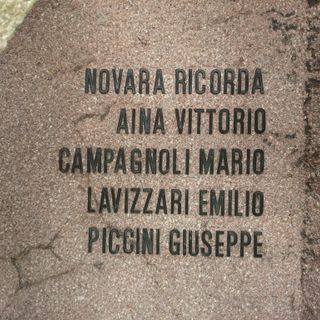 NOVARA RICORDA
AINA VITTORIO
CAMPAGNOLI MARIO
LAVIZZARI EMILIO
PICCINI GIUSEPPE